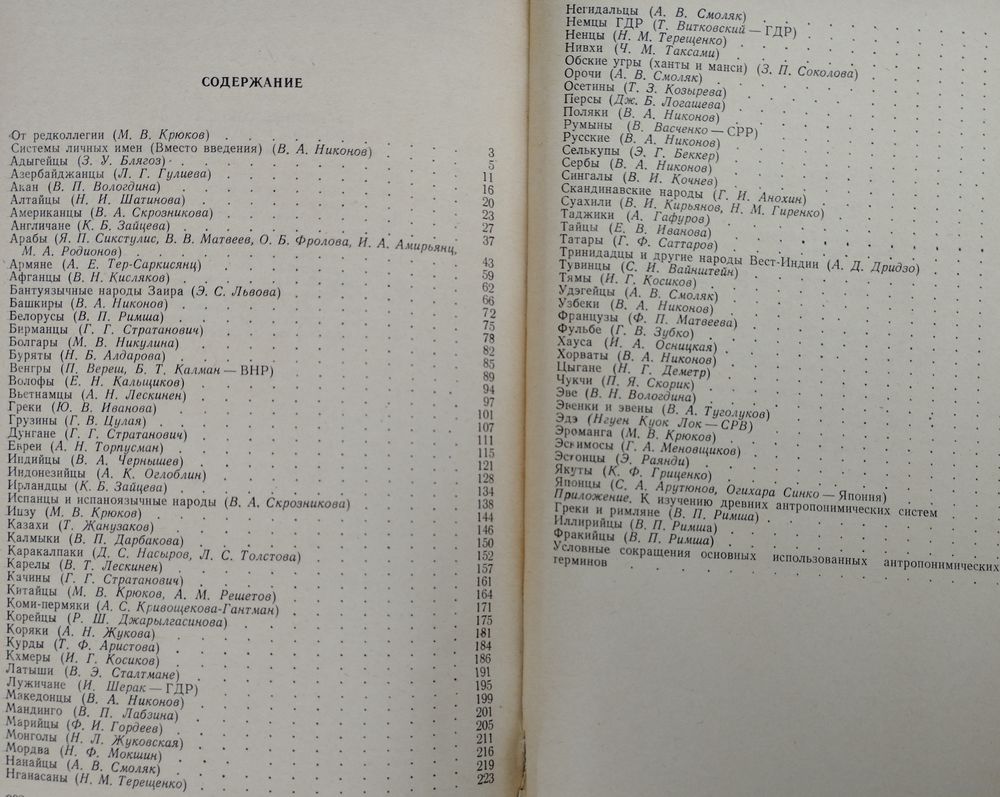 СОДЕРЖАНИЕ
От редколлегии (М. В. Крюков) 3
Системы личных имен (Вместо введения) (В. А. Никонов) 5
Адыгейцы (З. У. Блягоз) 11
Азербайджанцы (Л. Г. Гулиева) 16
Акан (В. П. Вологдина) 20
Алтайцы (Н. И. Шатинова) 23
Американцы (В. А. Скрозникова) 27
Англичане (К. Б. Зайцева) 37
Арабы (Я. П. Сикстулис, В. В. Матвеев, О. Б. Фролова, И. А. Амирьянц,
М. А. Родионов) 43
Армяне (А. Е. Тер-Саркисянц) 59
Афганцы (В. Н. Кисляков) 62
Бантуязычные народы Заира (Э. С. Львова) 66
Башкиры (В. А. Никонов) 72
Белорусы (В. П. Римша) 75
Бирманцы (Г. Г. Стратанович) 78
Болгары (М. В. Никулина) 82
Буряты (Н. Б. Алдарова) 85
Венгры (П. Вереш, Б. Т. Калман — ВНР) 89
Волофы (Е. Н. Кальщиков) 94
Вьетнамцы (А. Н. Лескинен) 97
Греки (Ю. В. Иванова) 101
Грузины (Г. В. Цулая) 107
Дунгане (Г. Г. Стратанович) 111
Евреи (А. Н. Торпусман) 115
Индийцы (В. А. Чернышев) 121
Индонезийцы (А. К. Оглоблин) 128
Ирландцы (К. Б. Зайцева) 134
Испанцы и испаноязычные народы (В. А. Скрозникова) 138
Ицзу (М. В. Крюков) 144
Казахи (Т. Жанузаков) 146
Калмыки (В. П. Дарбакова) 150
Каракалпаки (Д. С. Насыров, Л. С. Толстова) 152
Карелы (В. Т. Лескинен) 157
Качины (Г. Г. Стратанович) 161
Китайцы (М. В. Крюков, А. М. Решетов) 164
Коми-пермяки (А. С. Кривощекова-Гантман) 171
Корейцы (Р. Ш. Джарылгасинова) 175
Коряки (А. Н. Жукова) 181
Курды (Т. Ф. Аристова) 184
Кхмеры (И. Г. Косиков) 186
Латыши (В. Э. Сталтмане) 191
Лужичане (И. Шерак — ГДР) 195
Македонцы (В. А. Никонов) 199
Мандинго (В. П. Лабзина) 201
Марийцы (Ф. И. Гордеев) 205
Монголы (Н. Л. Жуковская) 211
Мордва (Н. Ф. Мокшин) 216
Нанайцы (А. В. Смоляк) 219
Нганасаны (Н. М. Терещенко) 223
Негидальцы (А. В. Смоляк)
Немцы ГДР (Т. Витковский — ГДР)
Ненцы (Н. М. Терещенко)
Нивхи (Ч. М. Таксами)
Обские угры (ханты и манси) (З. П. Соколова)
Орочи (А. В. Смоляк)
Осетины (Т. З. Козырева)
Персы (Дж. Б. Логашева)
Поляки (В. А. Никонов)
Румыны (В. Васченко — СРР)
Русские (В. А. Никонов)
Селькупы (Э. Г. Беккер)
Сербы (В. А. Никонов)
Сингалы (В. И. Кочнев)
Скандинавские народы (Г. И. Анохин)
Суахили (В. И. Кирьянов, Н. М. Гиренко)
Таджики (А. Гафуров)
Тайцы (Е. В. Иванова)
Татары (Г. Ф. Саттаров)
Тринидадцы и другие народы Вест-Индии (А. Д. Дридзо)
Тувинцы (С. И. Вайнштейн)
Тямы (И. Г. Косиков)
Удэгейцы (А. В. Смоляк)
Узбеки (В. А. Никонов)
Французы (Ф. П. Матвеева)
Фульбе (Г. В. Зубко)
Хауса (И. А. Осницкая)
Хорваты (В. А. Никонов)
Цыгане (Н. Г. Деметр)
Чукчи (П. Я. Скорик)
Эве (В. Н. Вологдина)
Эвенки и эвены (В. А. Туголуков)
Эдэ (Нгуен Куок Лок — СРВ)
Эроманга (М. В. Крюков)
Эскимосы (Г. А. Меновщиков)
Эстонцы (Э. Раянди)
Якуты (К. Ф. Гриценко)
Японцы (С. А. Арутюнов, Огихара Синко — Япония)
Приложение. К изучению древних антропонимических систем
Греки и римляне (В. П. Римша)
Иллирийцы (В. П. Римша)
Фракийцы (В. П. Римша)
Условные сокращения основных использованных антропонимических
терминов